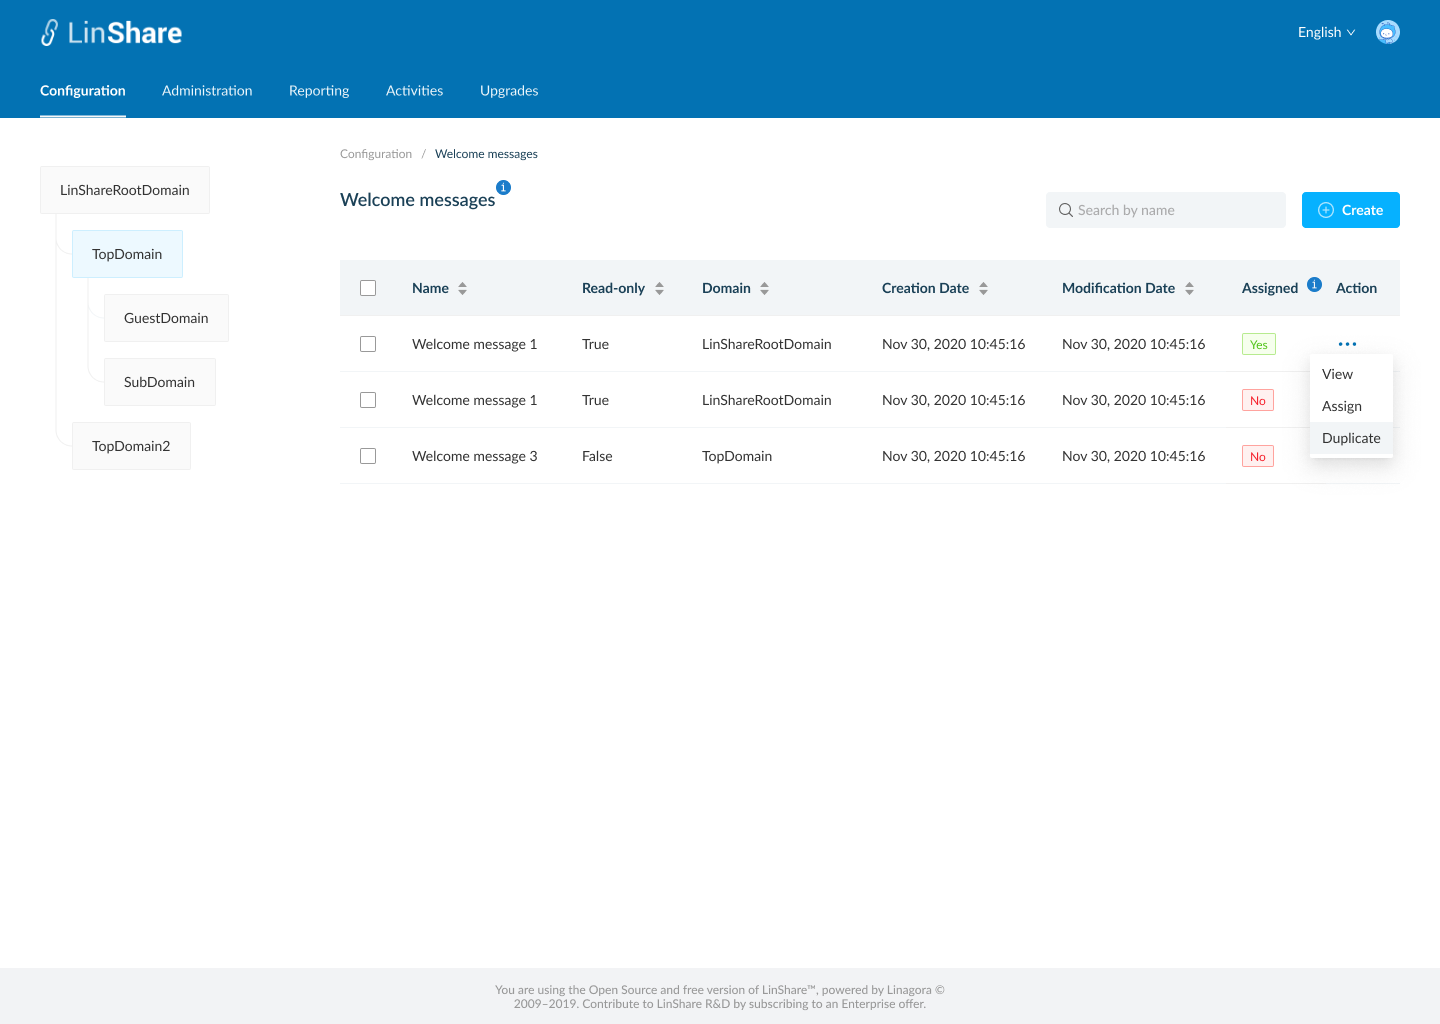 LinShare
English
Configuration Administration Reporting Activities Upgrades
Configuration / Welcome messages
LinShareRootDomain
TopDomain
GuestDomain
SubDomain
TopDomain2
Welcome messages
Search by name
Create
Name Read-only Domain Creation Date Modification Date Assigned Action
Welcome message 1 True LinShareRootDomain Nov 30, 2020 10:45:16 Nov 30, 2020 10:45:16 Yes
Welcome message 1 True LinShareRootDomain Nov 30, 2020 10:45:16 Nov 30, 2020 10:45:16 No
Welcome message 3 False TopDomain Nov 30, 2020 10:45:16 Nov 30, 2020 10:45:16 No
View
Assign
Duplicate
You are using the Open Source and free version of LinShare™, powered by Linagora ©
2009–2019. Contribute to LinShare R&D by subscribing to an Enterprise offer.